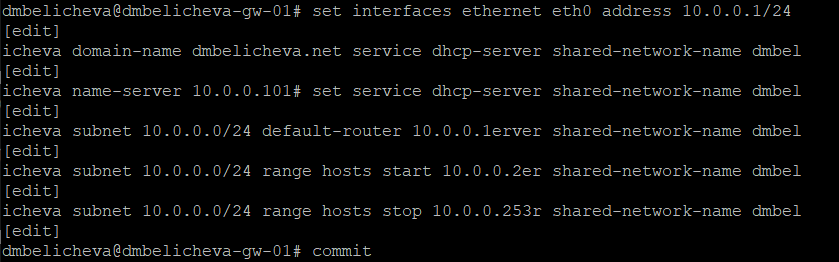 dmbelicheva@dmbelicheva-gw-01# set interfaces ethernet eth0 address 10.0.0.1/24
[edit]
icheva domain-name dmbelicheva.net service dhcp-server shared-network-name dmbel
[edit]
icheva name-server 10.0.0.101# set service dhcp-server shared-network-name dmbel
[edit]
icheva subnet 10.0.0.0/24 default-router 10.0.0.1erver shared-network-name dmbel
[edit]
icheva subnet 10.0.0.0/24 range hosts start 10.0.0.2er shared-network-name dmbel
[edit]
icheva subnet 10.0.0.0/24 range hosts stop 10.0.0.253r shared-network-name dmbel
[edit]
dmbelicheva@dmbelicheva-gw-01# commit